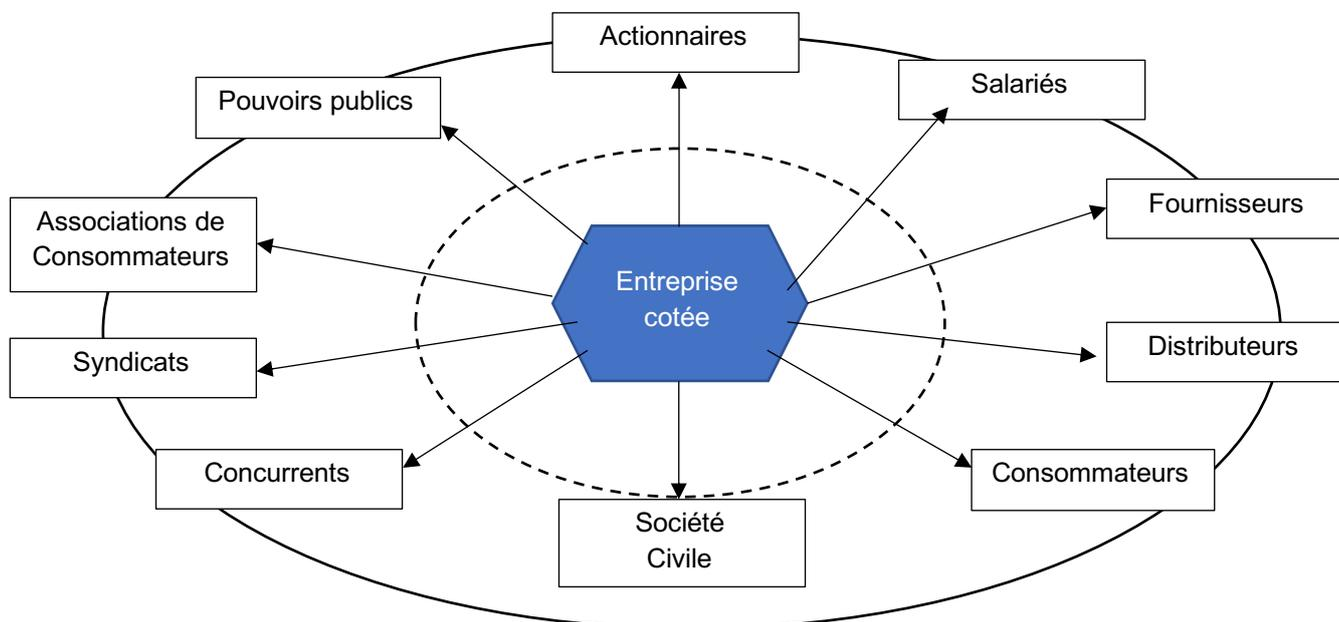 Actionnaires
Salariés
Pouvoirs publics
Fournisseurs
Associations de
Consommateurs
Entreprise
cotée
Distributeurs
Syndicats
Concurrents
Consommateurs
Société
Civile